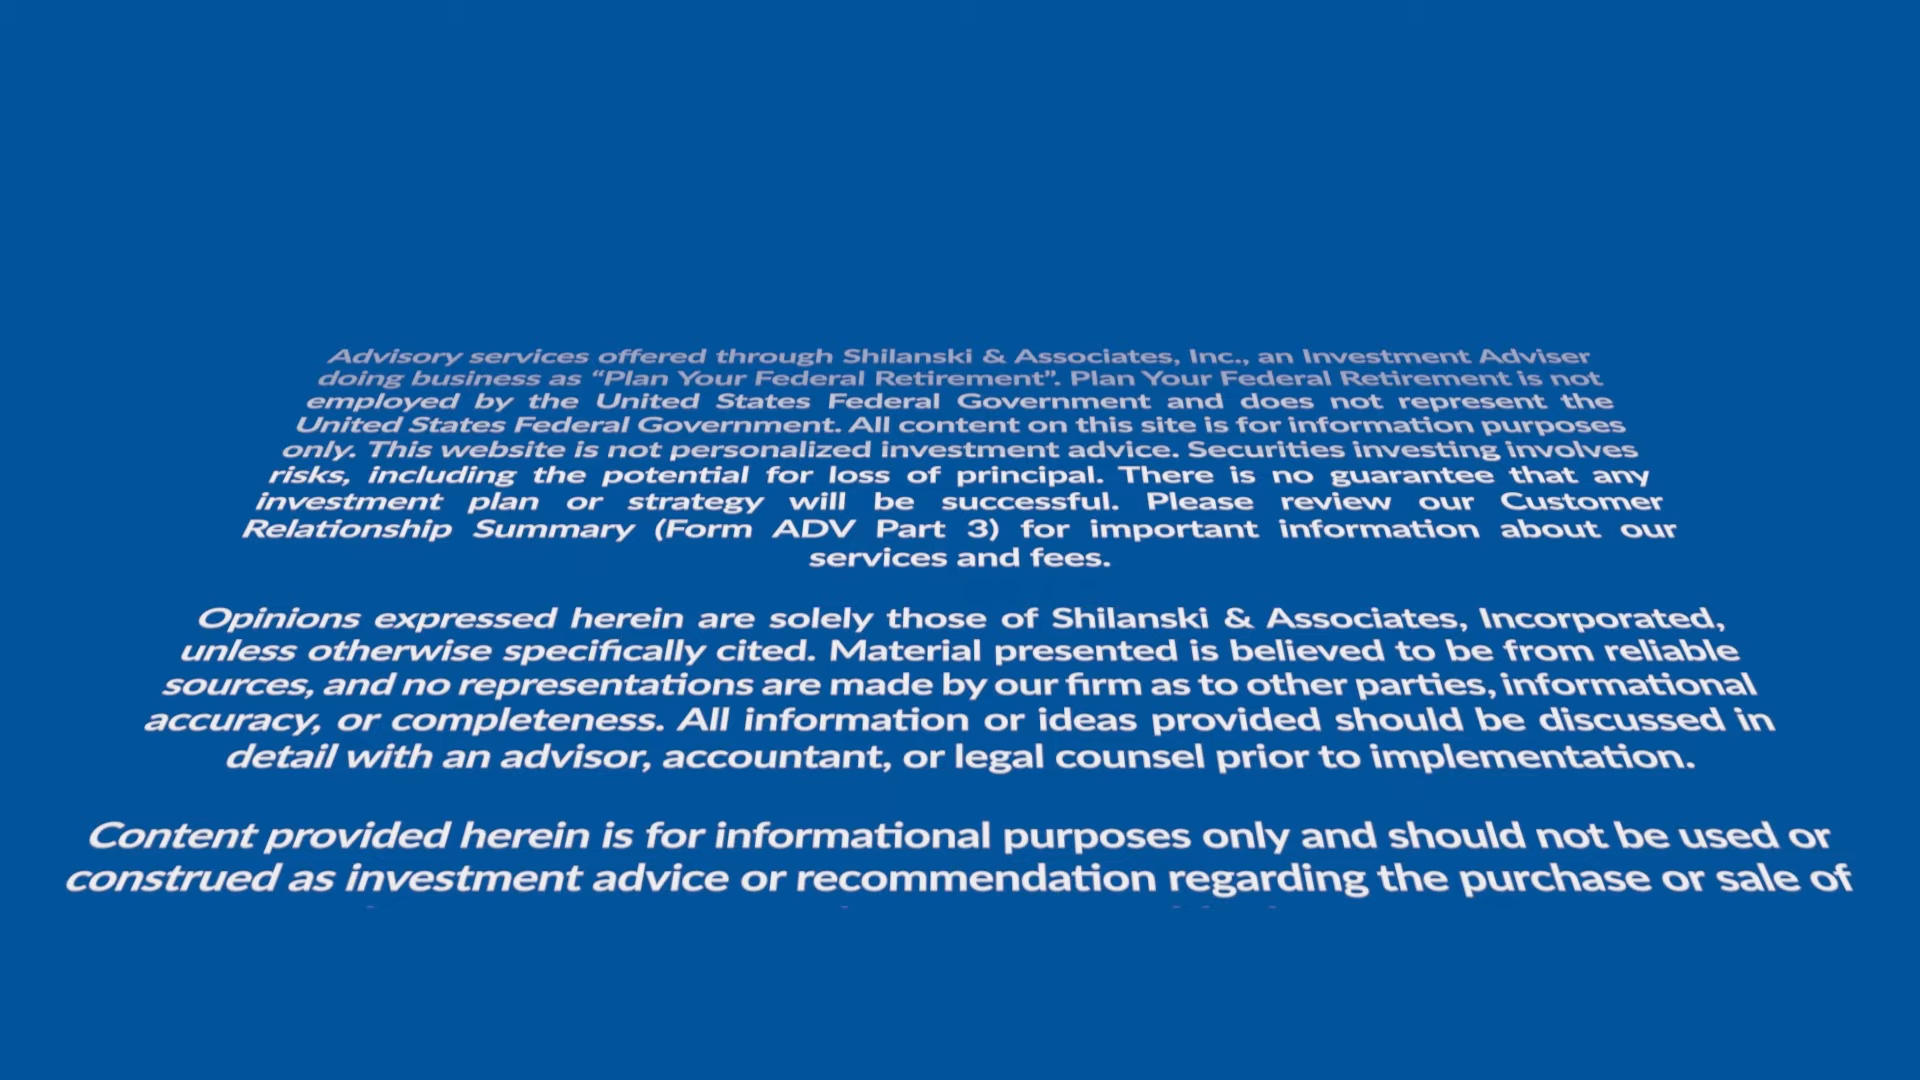 Advisory services offered through Shilanski & Associates, Inc., an Investment Adviser
doing business as “Plan Your Federal Retirement”. Plan Your Federal Retirement is not
employed by the United States Federal Government and does not represent the
United States Federal Government. All content on this site is for information purposes
only. This website is not personalized investment advice. Securities investing involves
risks, including the potential for loss of principal. There is no guarantee that any
investment plan or strategy will be successful. Please review our Customer
Relationship Summary (Form ADV Part 3) for important information about our
services and fees.
Opinions expressed herein are solely those of Shilanski & Associates, Incorporated,
unless otherwise specifically cited. Material presented is believed to be from reliable
sources, and no representations are made by our firm as to other parties, informational
accuracy, or completeness. All information or ideas provided should be discussed in
detail with an advisor, accountant, or legal counsel prior to implementation.
Content provided herein is for informational purposes only and should not be used or
construed as investment advice or recommendation regarding the purchase or sale of